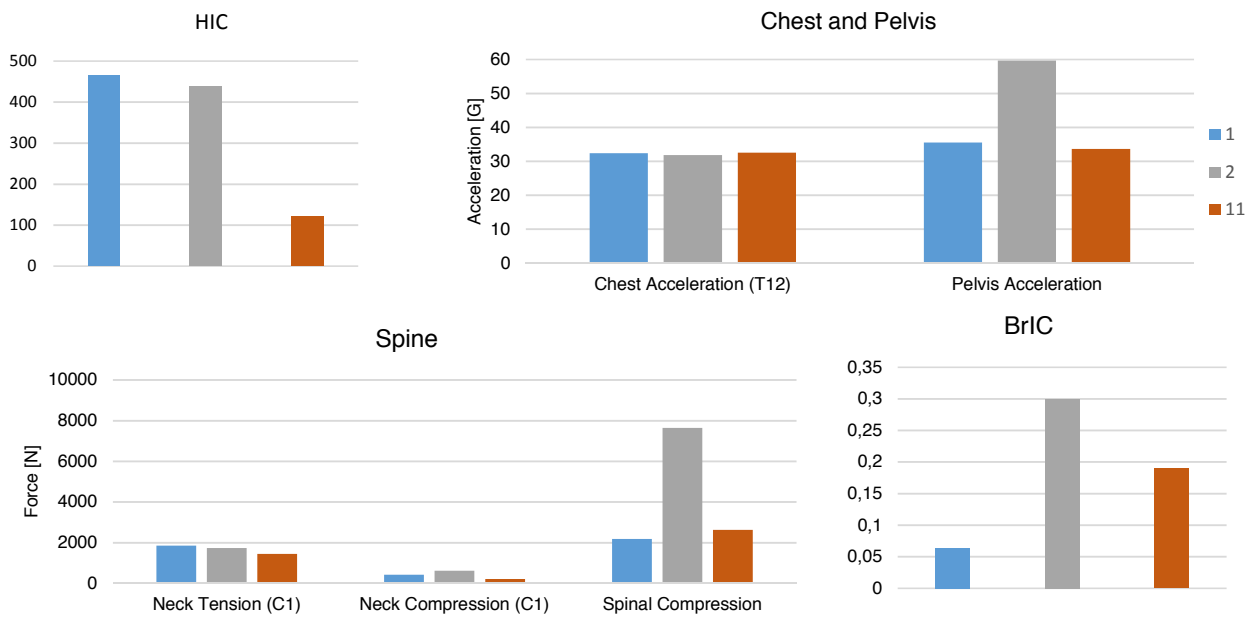 HIC
500
400
300
200
100
0
Chest and Pelvis
Acceleration [G]
60
50
40
30
20
10
0
Chest Acceleration (T12)
Pelvis Acceleration
1
2
11
Spine
Force [N]
10000
8000
6000
4000
2000
0
Neck Tension (C1)
Neck Compression (C1)
Spinal Compression
BrIC
0,35
0,3
0,25
0,2
0,15
0,1
0,05
0